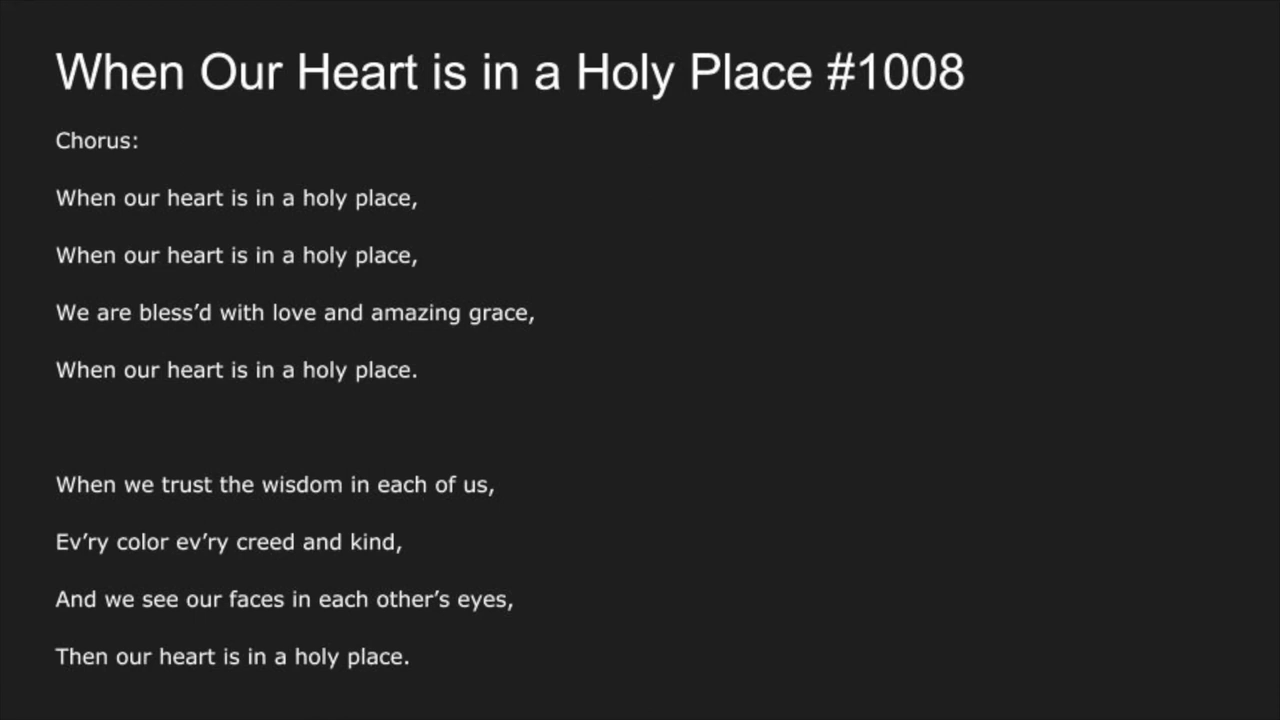 When Our Heart is in a Holy Place #1008
Chorus:
When our heart is in a holy place,
When our heart is in a holy place,
We are bless’d with love and amazing grace,
When our heart is in a holy place.
When we trust the wisdom in each of us,
Ev’ry color ev’ry creed and kind,
And we see our faces in each other’s eyes,
Then our heart is in a holy place.